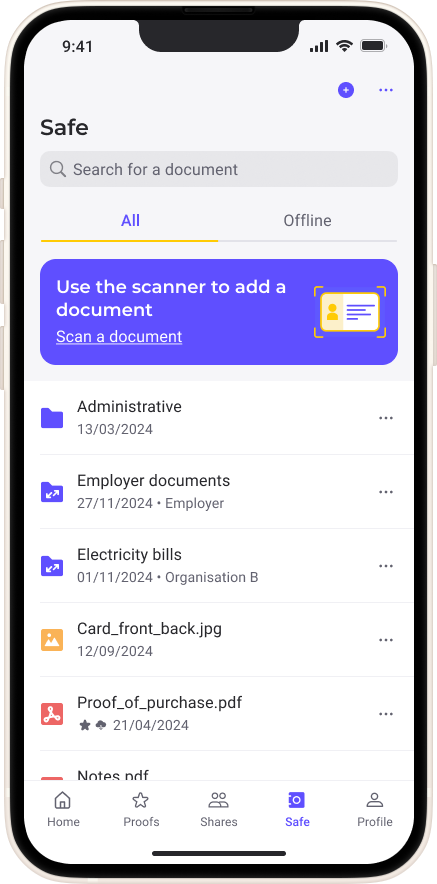 9:41
Safe
Search for a document
All
Offline
Use the scanner to add a
document
Scan a document
Administrative
13/03/2024
Employer documents
27/11/2024 • Employer
Electricity bills
01/11/2024 • Organisation B
Card_front_back.jpg
12/09/2024
Proof_of_purchase.pdf
21/04/2024
Notes.pdf
Home
Proofs
Shares
Safe
Profile